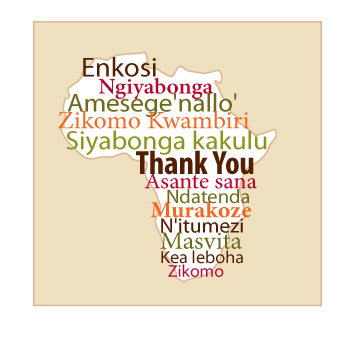 Enkosi
Ngiyabonga
Amesege'nallo'
Zikomo Kwambiri
Siyabonga kakulu
Thank You
Asante sana
Ndatenda
Murakoze
N'itumezi
Masvita
Kea leboha
Zikomo